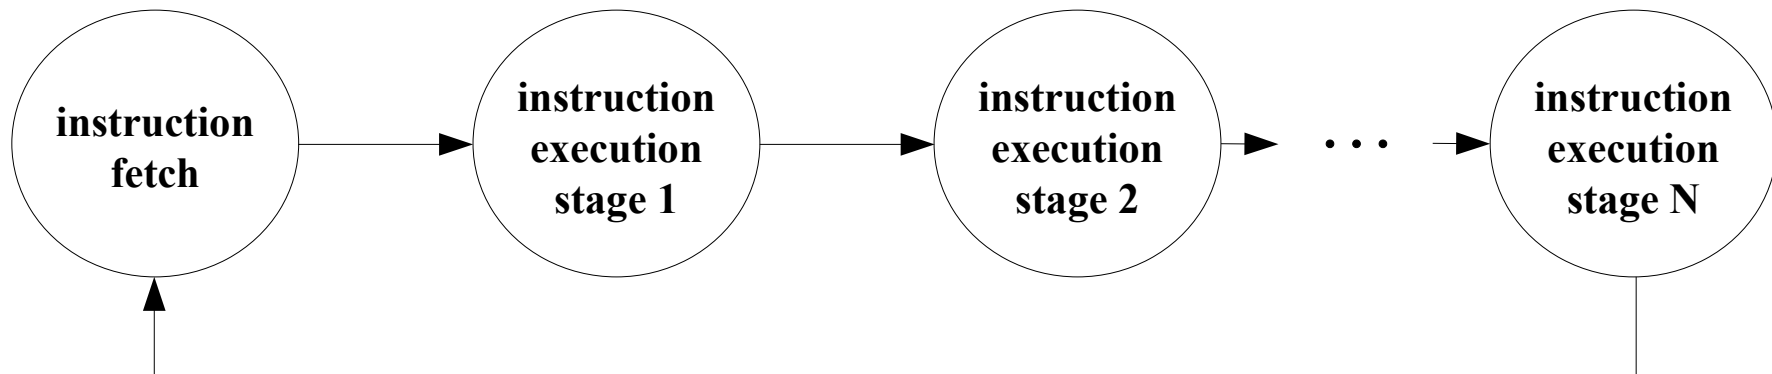 instruction
fetch
instruction
execution
stage 1
instruction
execution
stage 2
...
instruction
execution
stage N